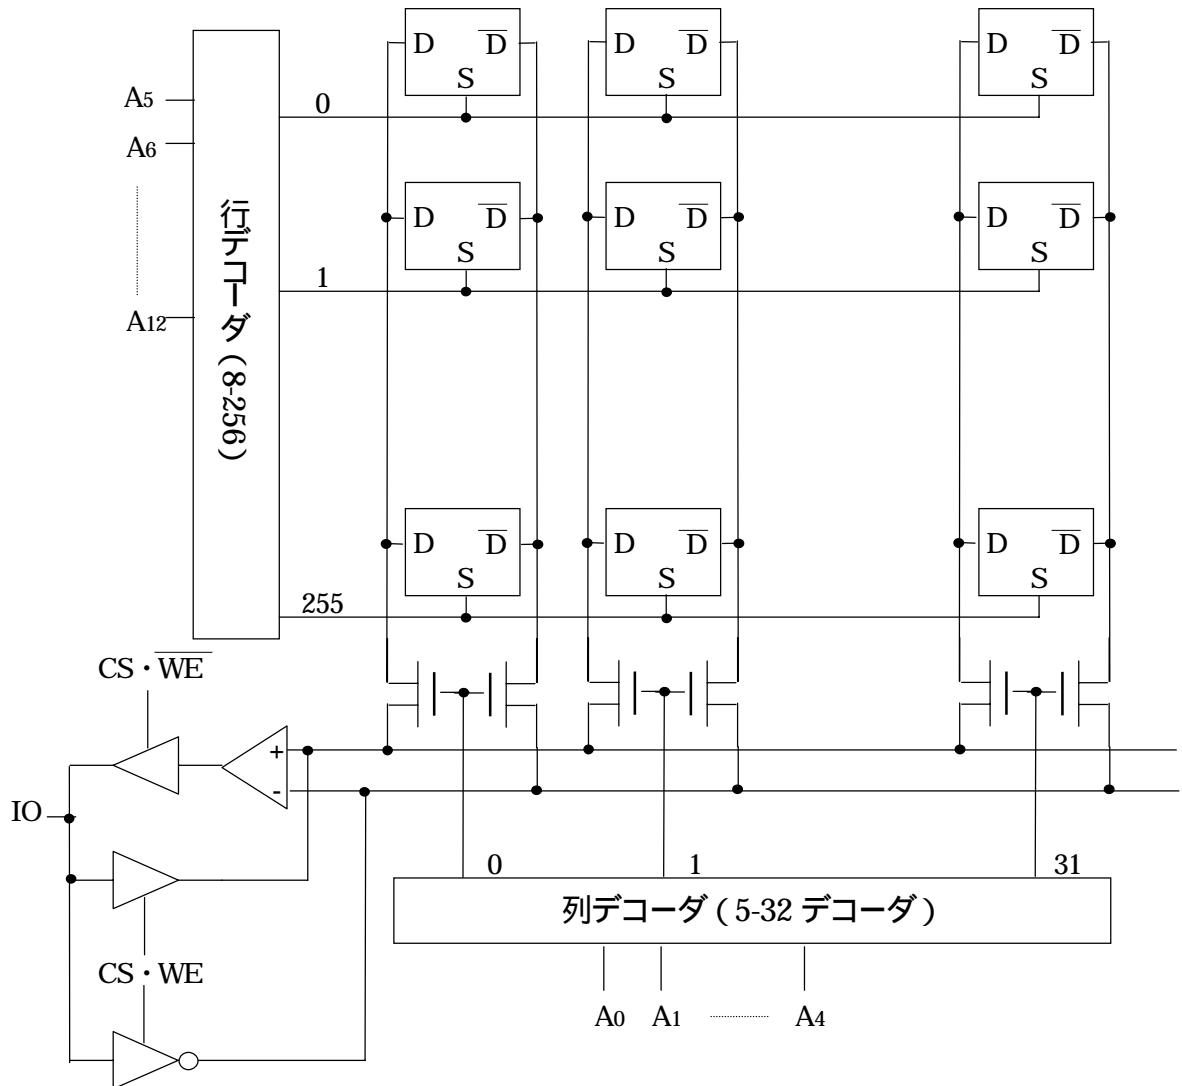 D D̅ D D̅ D D̅
S S S
A5
0
A6
行デコーダ(8-256)
D D̅ D D̅ D D̅
S S S
1
A12
D D̅ D D̅ D D̅
S S S
255
CS・W̅E̅
+
-
IO
0 1 31
列デコーダ(5-32 デコーダ)
CS・WE
A0 A1 A4